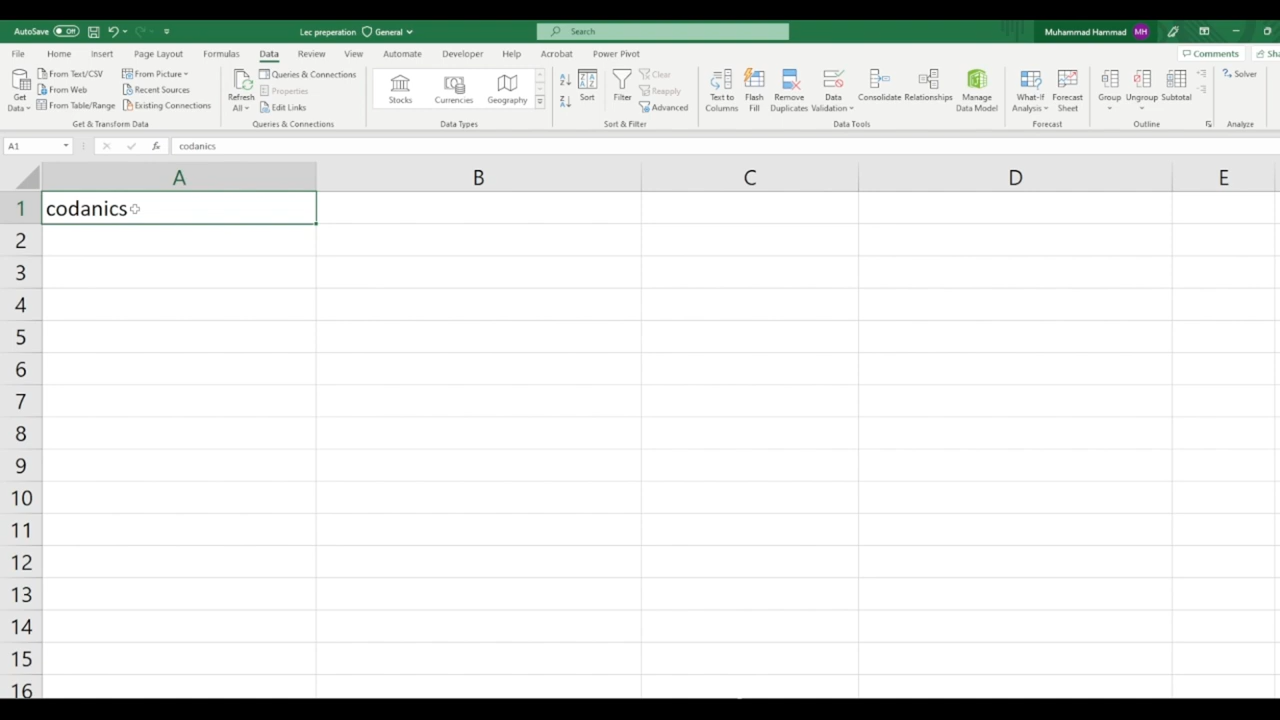 AutoSave Off Lec preperation General Search Muhammad Hammad MH
File Home Insert Page Layout Formulas Data Review View Automate Developer Help Acrobat Power Pivot Comments Sha
Get Data
From Text/CSV
From Web
From Table/Range
From Picture
Recent Sources
Existing Connections
Get & Transform Data
Refresh All
Queries & Connections
Properties
Edit Links
Queries & Connections
Stocks Currencies Geography
Data Types
Sort
Filter
Clear
Reapply
Advanced
Sort & Filter
Text to Columns
Flash Fill
Remove Duplicates
Data Validation
Consolidate
Relationships
Manage Data Model
Data Tools
What-If Analysis
Forecast Sheet
Forecast
Group
Ungroup
Subtotal
Outline
Solver
Analyze
A1 fx codanics
A B C D E
1 codanics
2
3
4
5
6
7
8
9
10
11
12
13
14
15
16